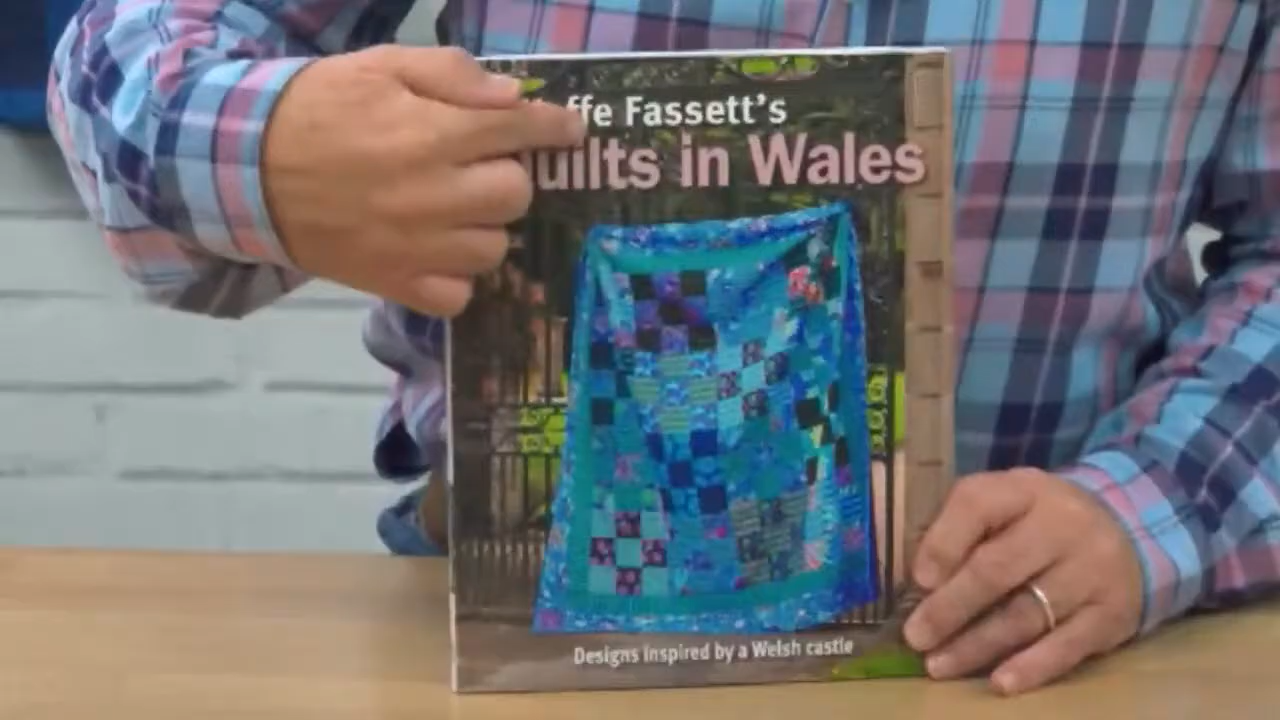 ffe Fassett's
uilts in Wales
Designs inspired by a Welsh castle